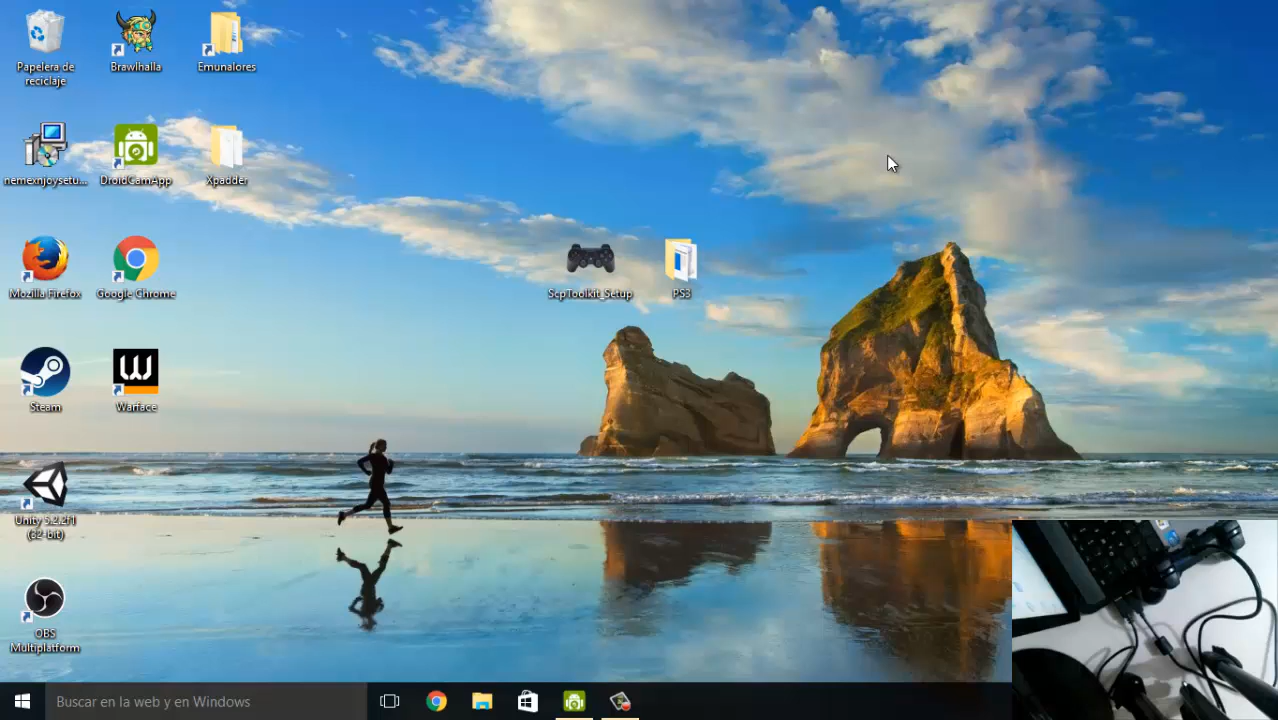 Papelera de
reciclaje
Brawlhalla
Emunalores
nemexnjoysetu...
DroidCamApp
Xpadder
Mozilla Firefox
Google Chrome
ScpToolkit_Setup
PS3
Steam
Warface
Unity 5.2.2f1
(32-bit)
OBS
Multiplatform
Buscar en la web y en Windows